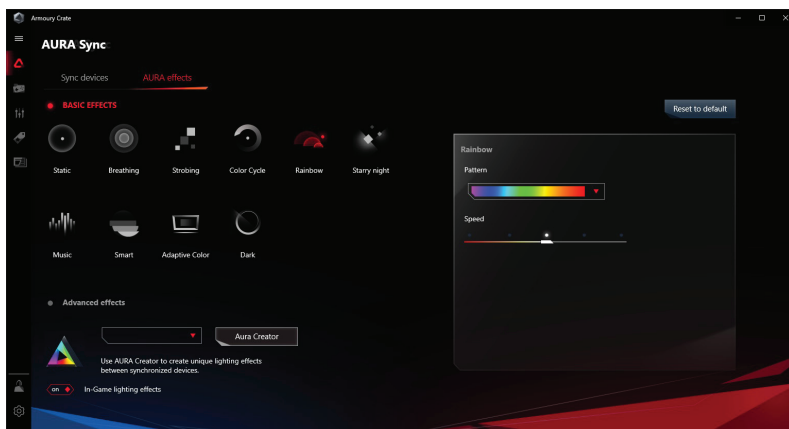 Armoury Crate
AURA Sync
Sync devices AURA effects
BASIC EFFECTS
Reset to default
Static Breathing Strobing Color Cycle Rainbow Starry night
Music Smart Adaptive Color Dark
Rainbow
Pattern
Speed
Advanced effects
Aura Creator
Use AURA Creator to create unique lighting effects
between synchronized devices.
on In-Game lighting effects